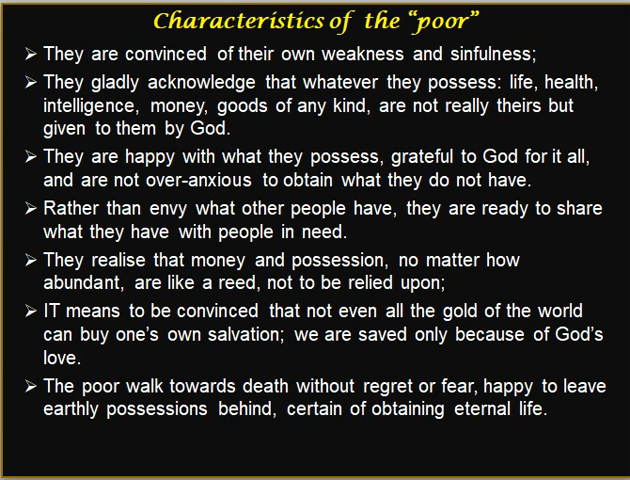 Characteristics of the “poor”
➢ They are convinced of their own weakness and sinfulness;
➢ They gladly acknowledge that whatever they possess: life, health,
intelligence, money, goods of any kind, are not really theirs but
given to them by God.
➢ They are happy with what they possess, grateful to God for it all,
and are not over-anxious to obtain what they do not have.
➢ Rather than envy what other people have, they are ready to share
what they have with people in need.
➢ They realise that money and possession, no matter how
abundant, are like a reed, not to be relied upon;
➢ IT means to be convinced that not even all the gold of the world
can buy one’s own salvation; we are saved only because of God’s
love.
➢ The poor walk towards death without regret or fear, happy to leave
earthly possessions behind, certain of obtaining eternal life.